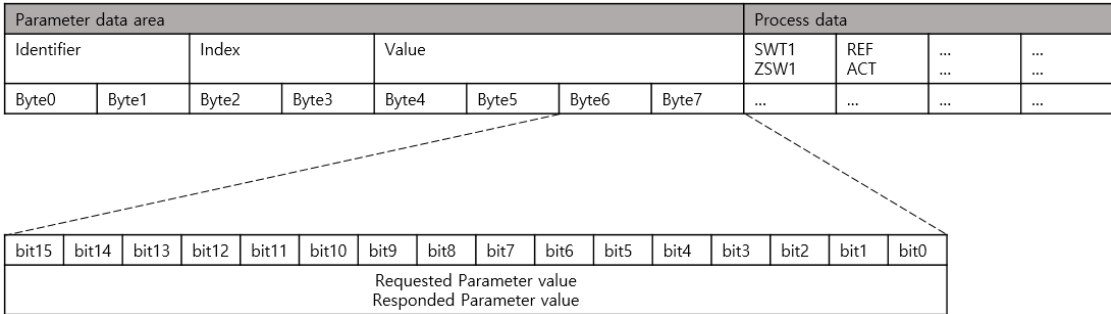 Parameter data area Process data
Identifier Index Value SWT1 REF ... ...
ZSW1 ACT ... ...
Byte0 Byte1 Byte2 Byte3 Byte4 Byte5 Byte6 Byte7 ... ... ... ...
bit15 bit14 bit13 bit12 bit11 bit10 bit9 bit8 bit7 bit6 bit5 bit4 bit3 bit2 bit1 bit0
Requested Parameter value
Responded Parameter value